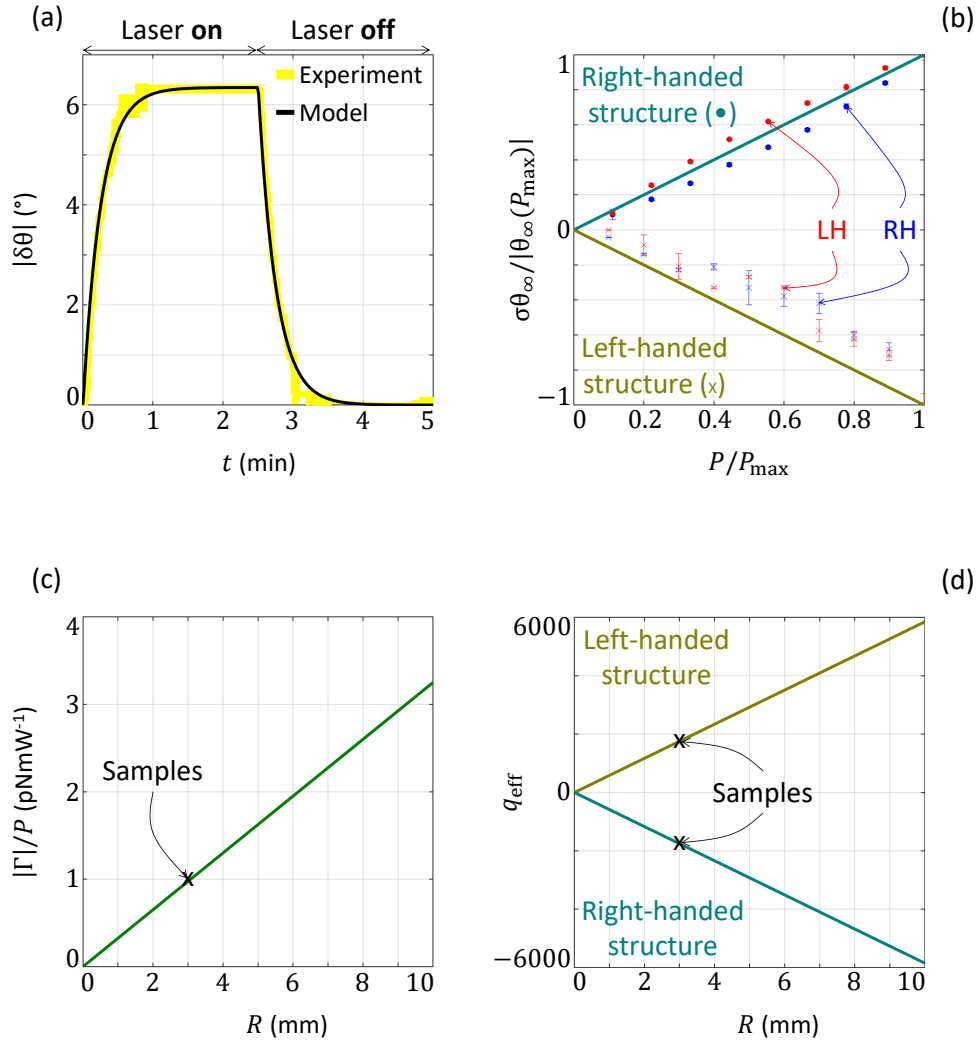 (a)
Laser on
Laser off
Experiment
Model
|δθ| (°)
6
4
2
0
0 1 2 3 4 5
t (min)
(b)
Right-handed
structure (•)
LH
RH
Left-handed
structure (x)
σθ∞/|θ∞(Pmax)|
1
0
−1
0.2 0.4 0.6 0.8 1
P/Pmax
(c)
Samples
|Γ|/P (pNmW⁻¹)
4
3
2
1
0
0 2 4 6 8 10
R (mm)
(d)
Left-handed
structure
Samples
Right-handed
structure
qeff
6000
0
−6000
0 2 4 6 8 10
R (mm)